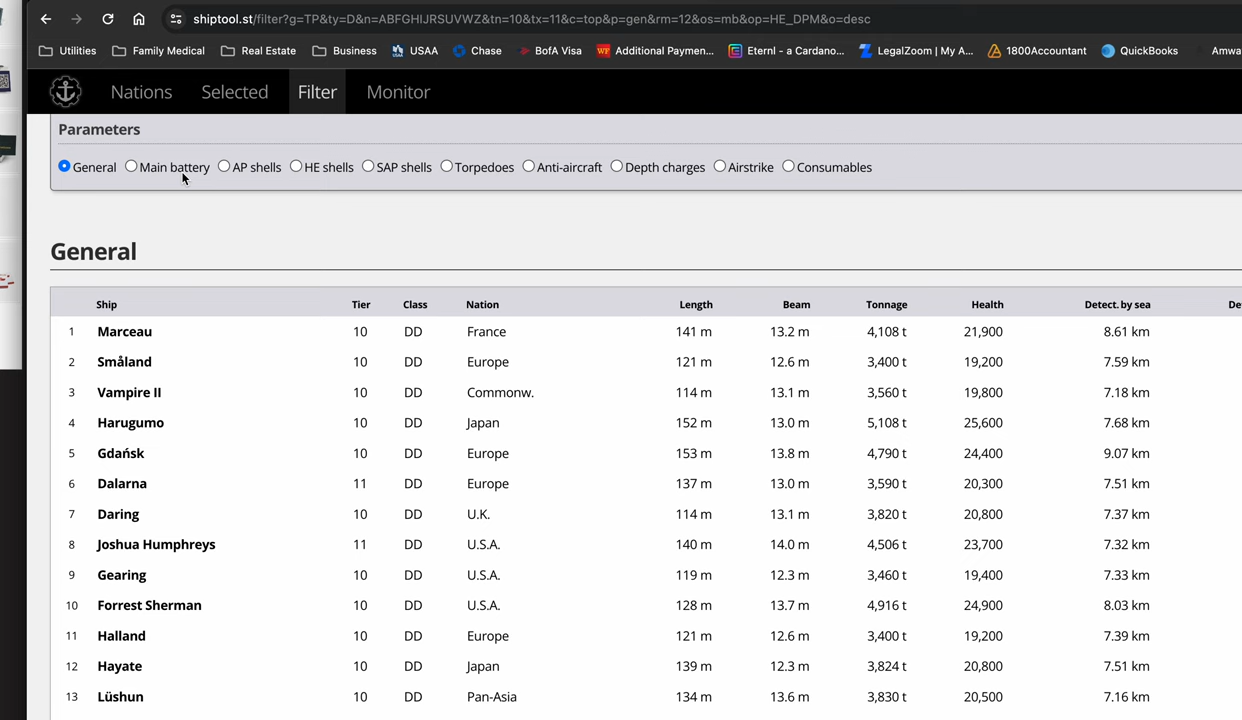 shiptool.st/filter?g=TP&ty=D&n=ABFGHIJRSUVWZ&tn=10&tx=11&c=top&p=gen&rm=12&os=mb&op=HE_DPM&o=desc
Utilities Family Medical Real Estate Business USAA Chase BofA Visa WF Additional Paymen... Eternl - a Cardano... LegalZoom | My A... 1800Accountant QuickBooks Amwa
Nations Selected Filter Monitor
Parameters
General Main battery AP shells HE shells SAP shells Torpedoes Anti-aircraft Depth charges Airstrike Consumables
General
Ship Tier Class Nation Length Beam Tonnage Health Detect. by sea De
1 Marceau 10 DD France 141 m 13.2 m 4,108 t 21,900 8.61 km
2 Småland 10 DD Europe 121 m 12.6 m 3,400 t 19,200 7.59 km
3 Vampire II 10 DD Commonw. 114 m 13.1 m 3,560 t 19,800 7.18 km
4 Harugumo 10 DD Japan 152 m 13.0 m 5,108 t 25,600 7.68 km
5 Gdańsk 10 DD Europe 153 m 13.8 m 4,790 t 24,400 9.07 km
6 Dalarna 11 DD Europe 137 m 13.0 m 3,590 t 20,300 7.51 km
7 Daring 10 DD U.K. 114 m 13.1 m 3,820 t 20,800 7.37 km
8 Joshua Humphreys 11 DD U.S.A. 140 m 14.0 m 4,506 t 23,700 7.32 km
9 Gearing 10 DD U.S.A. 119 m 12.3 m 3,460 t 19,400 7.33 km
10 Forrest Sherman 10 DD U.S.A. 128 m 13.7 m 4,916 t 24,900 8.03 km
11 Halland 10 DD Europe 121 m 12.6 m 3,400 t 19,200 7.39 km
12 Hayate 10 DD Japan 139 m 12.3 m 3,824 t 20,800 7.51 km
13 Lüshun 10 DD Pan-Asia 134 m 13.6 m 3,830 t 20,500 7.16 km